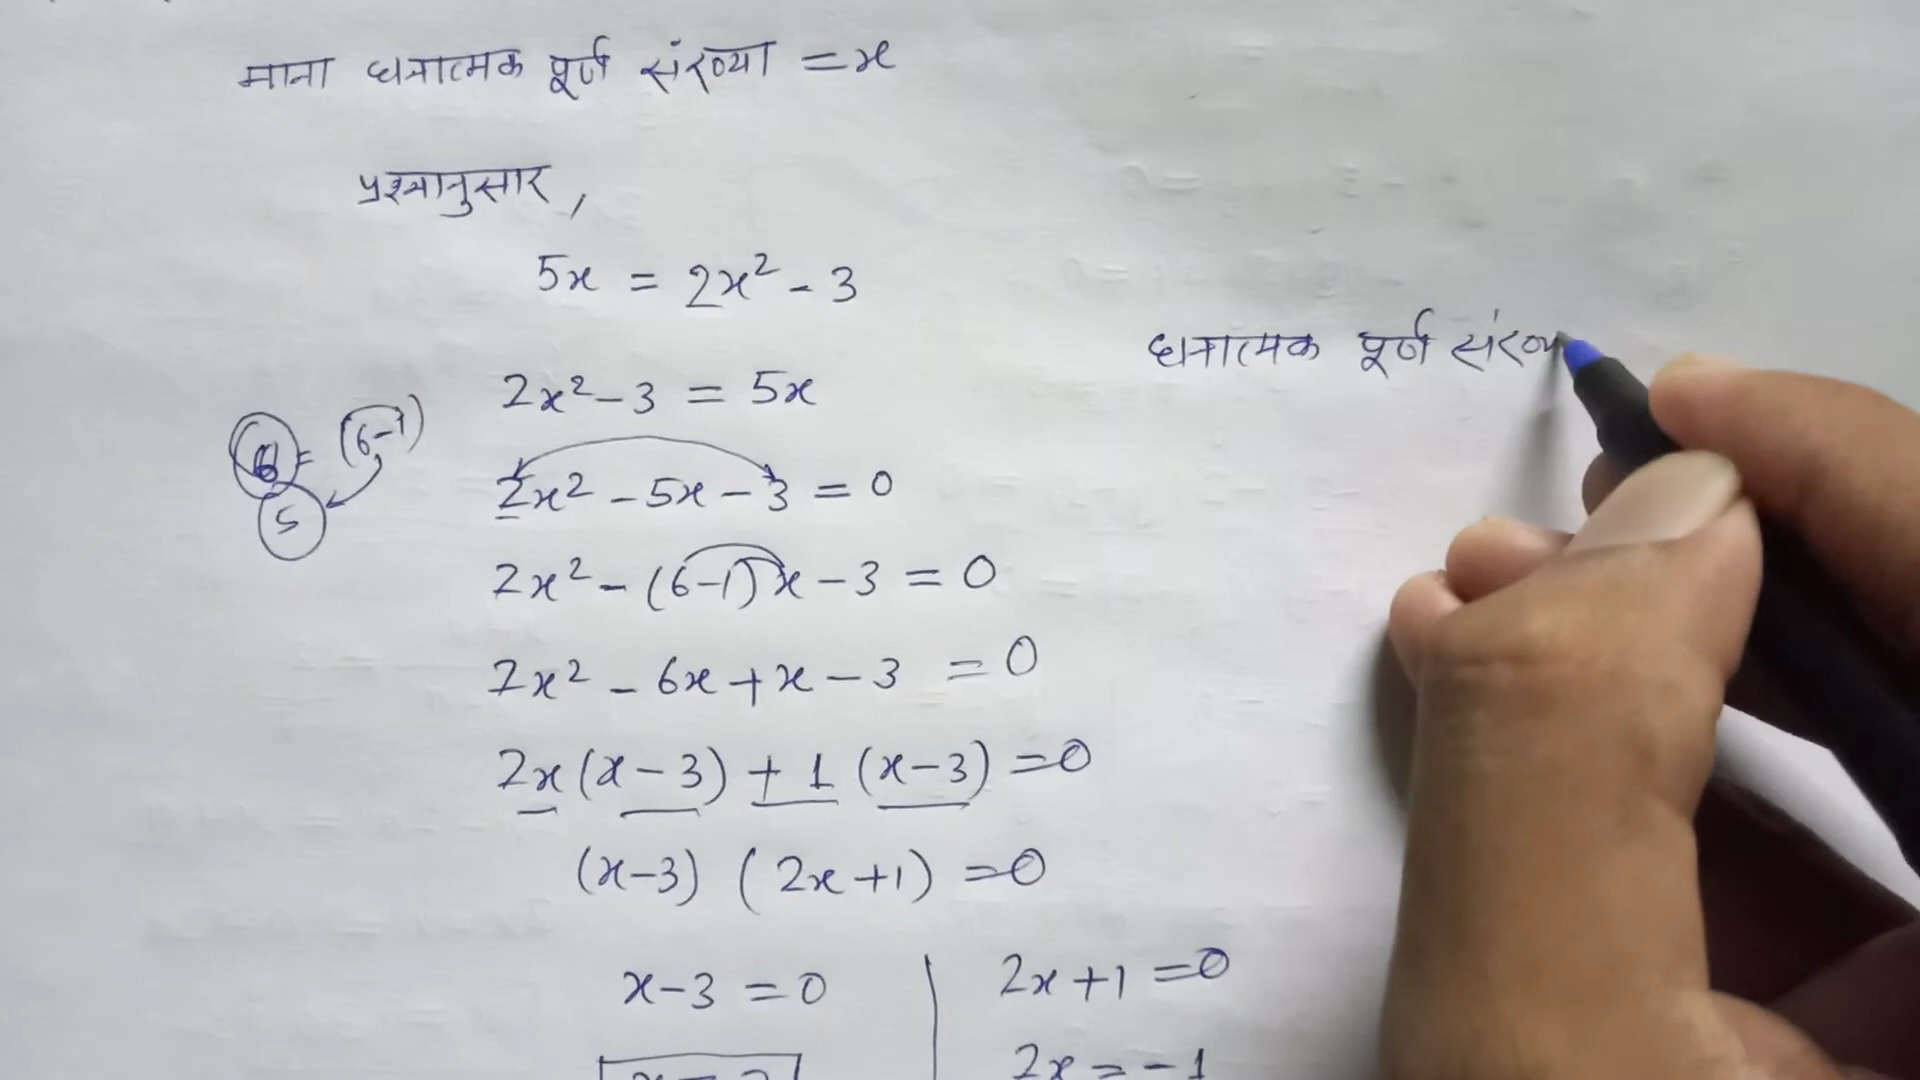 माना धनात्मक पूर्ण संख्या = x
प्रश्नानुसार,
5x = 2x² - 3
2x² - 3 = 5x
2x² - 5x - 3 = 0
6 = (6-1)
5
2x² - (6-1)x - 3 = 0
2x² - 6x + x - 3 = 0
2x (x - 3) + 1 (x - 3) = 0
(x-3) (2x+1) = 0
x - 3 = 0
2x + 1 = 0
2x = -1
धनात्मक पूर्ण